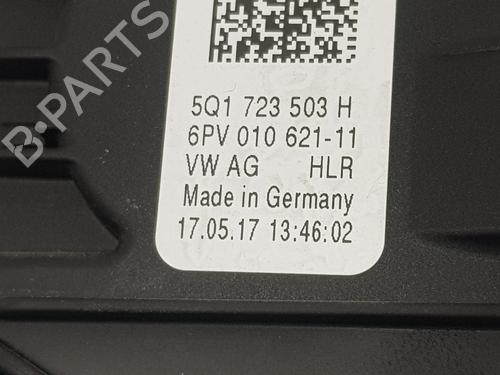 5Q1 723 503 H
6PV 010 621-11
VW AG HLR
Made in Germany
17.05.17 13:46:02
B-PARTS
B-PARTS